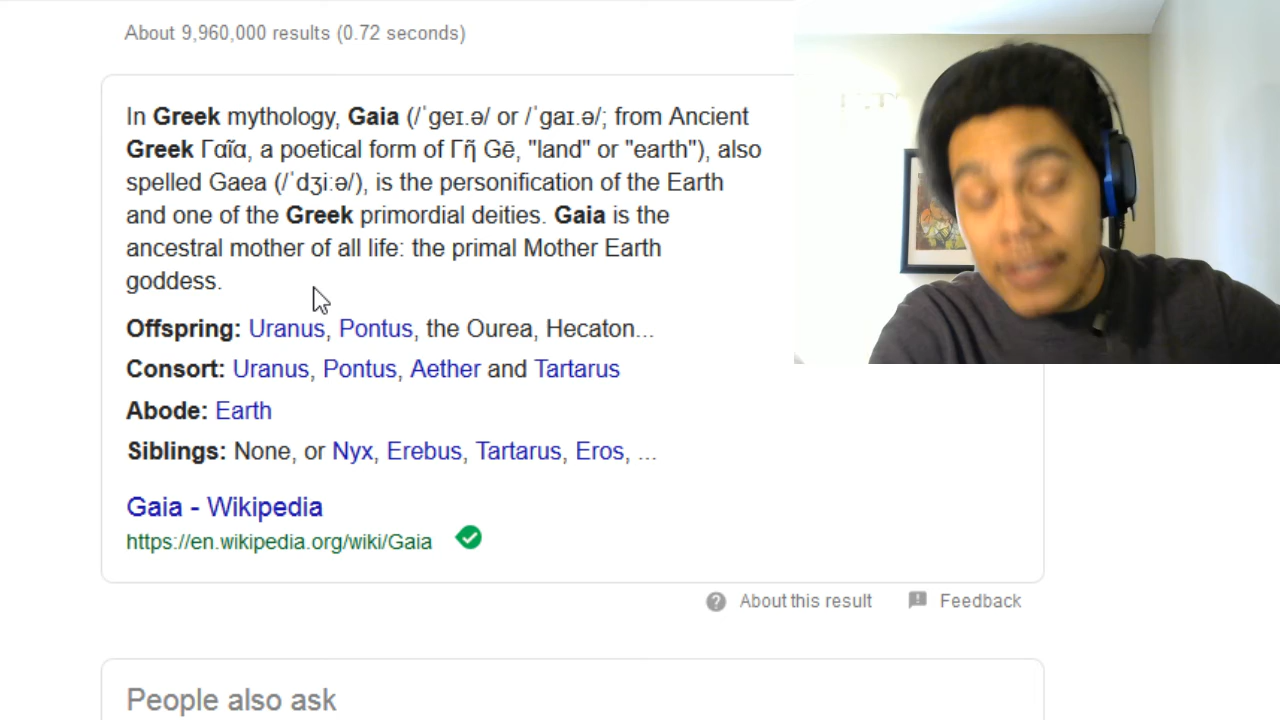 About 9,960,000 results (0.72 seconds)
In Greek mythology, Gaia (/ˈɡeɪ.ə/ or /ˈɡaɪ.ə/; from Ancient
Greek Γαῖα, a poetical form of Γῆ Gē, "land" or "earth"), also
spelled Gaea (/ˈdʒiːə/), is the personification of the Earth
and one of the Greek primordial deities. Gaia is the
ancestral mother of all life: the primal Mother Earth
goddess.
Offspring: Uranus, Pontus, the Ourea, Hecaton...
Consort: Uranus, Pontus, Aether and Tartarus
Abode: Earth
Siblings: None, or Nyx, Erebus, Tartarus, Eros, ...
Gaia - Wikipedia
https://en.wikipedia.org/wiki/Gaia
About this result
Feedback
People also ask